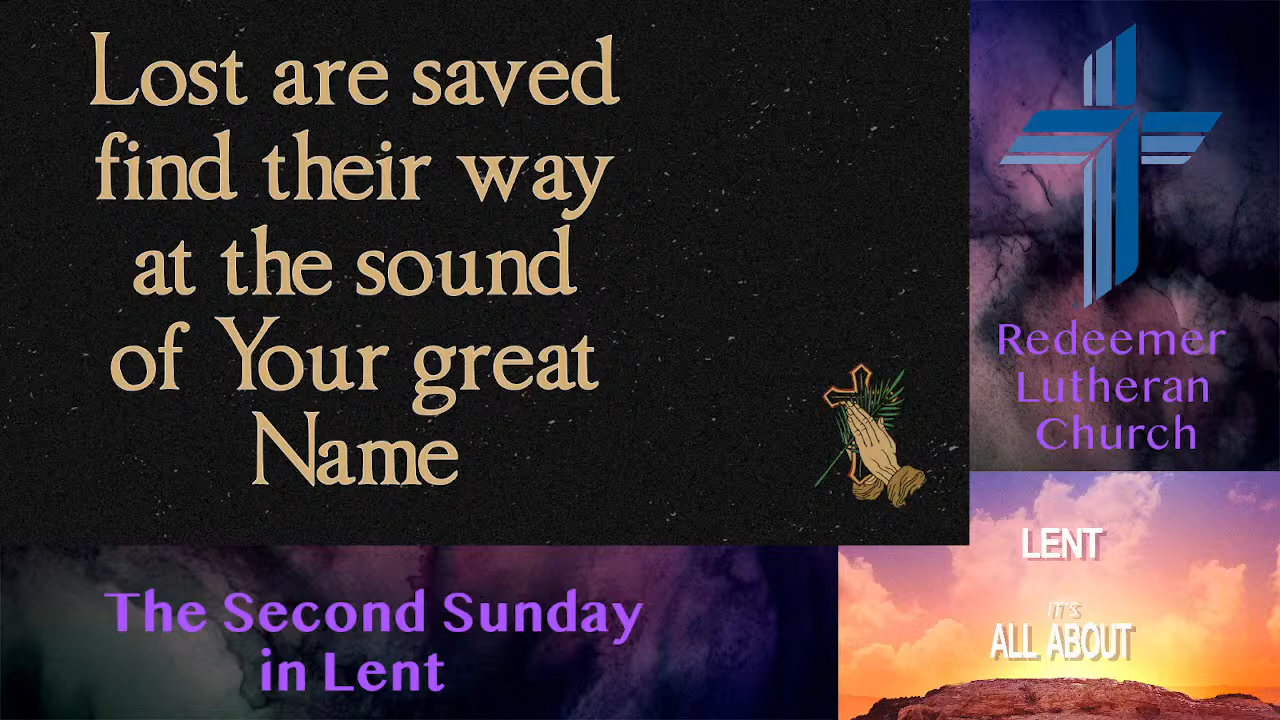 Lost are saved
find their way
at the sound
of Your great
Name
Redeemer
Lutheran
Church
The Second Sunday
in Lent
LENT
IT'S
ALL ABOUT